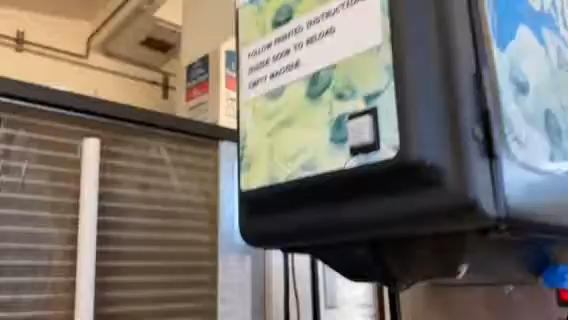 FOLLOW PRINTED INSTRUCTIONS
INSIDE DOOR TO RELOAD
EMPTY MACHINE